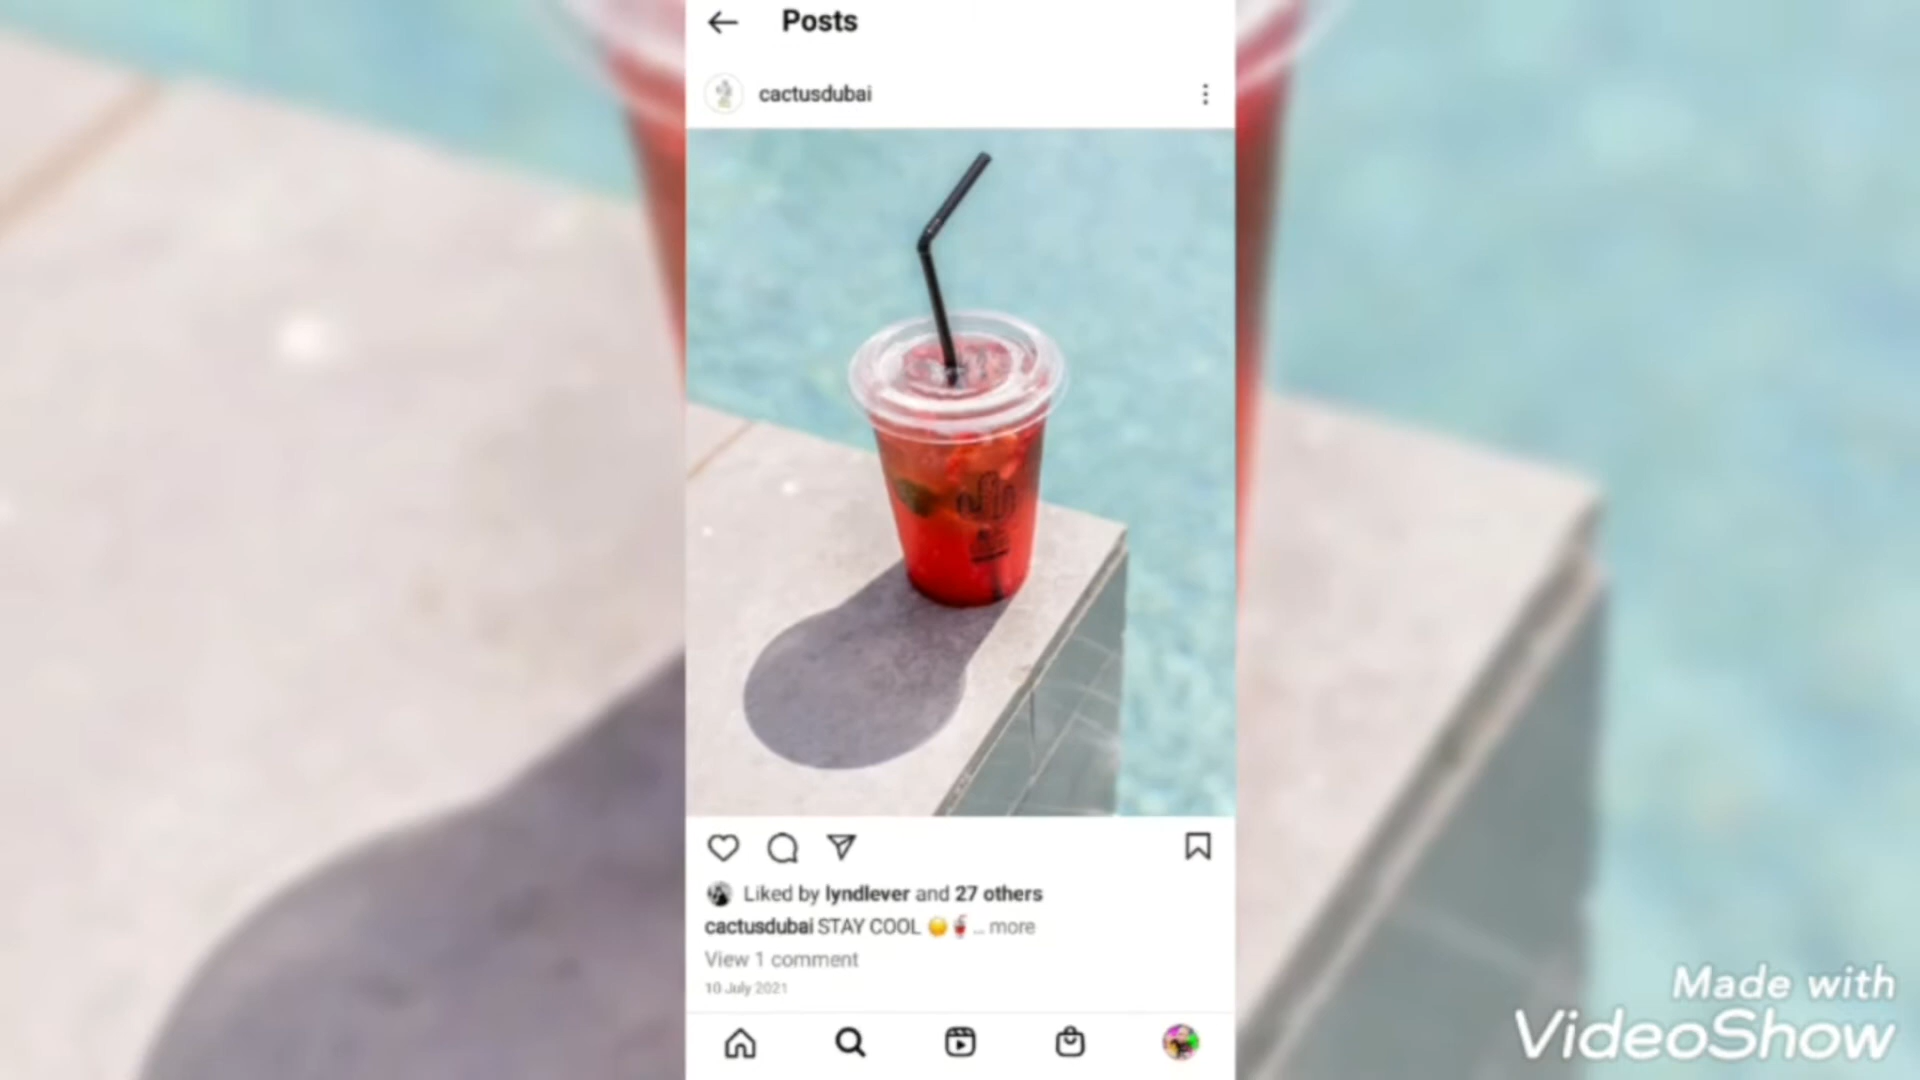 Posts
cactusdubai
Liked by lyndlever and 27 others
cactusdubai STAY COOL 😊🍹... more
View 1 comment
10 July 2021
Made with
VideoShow